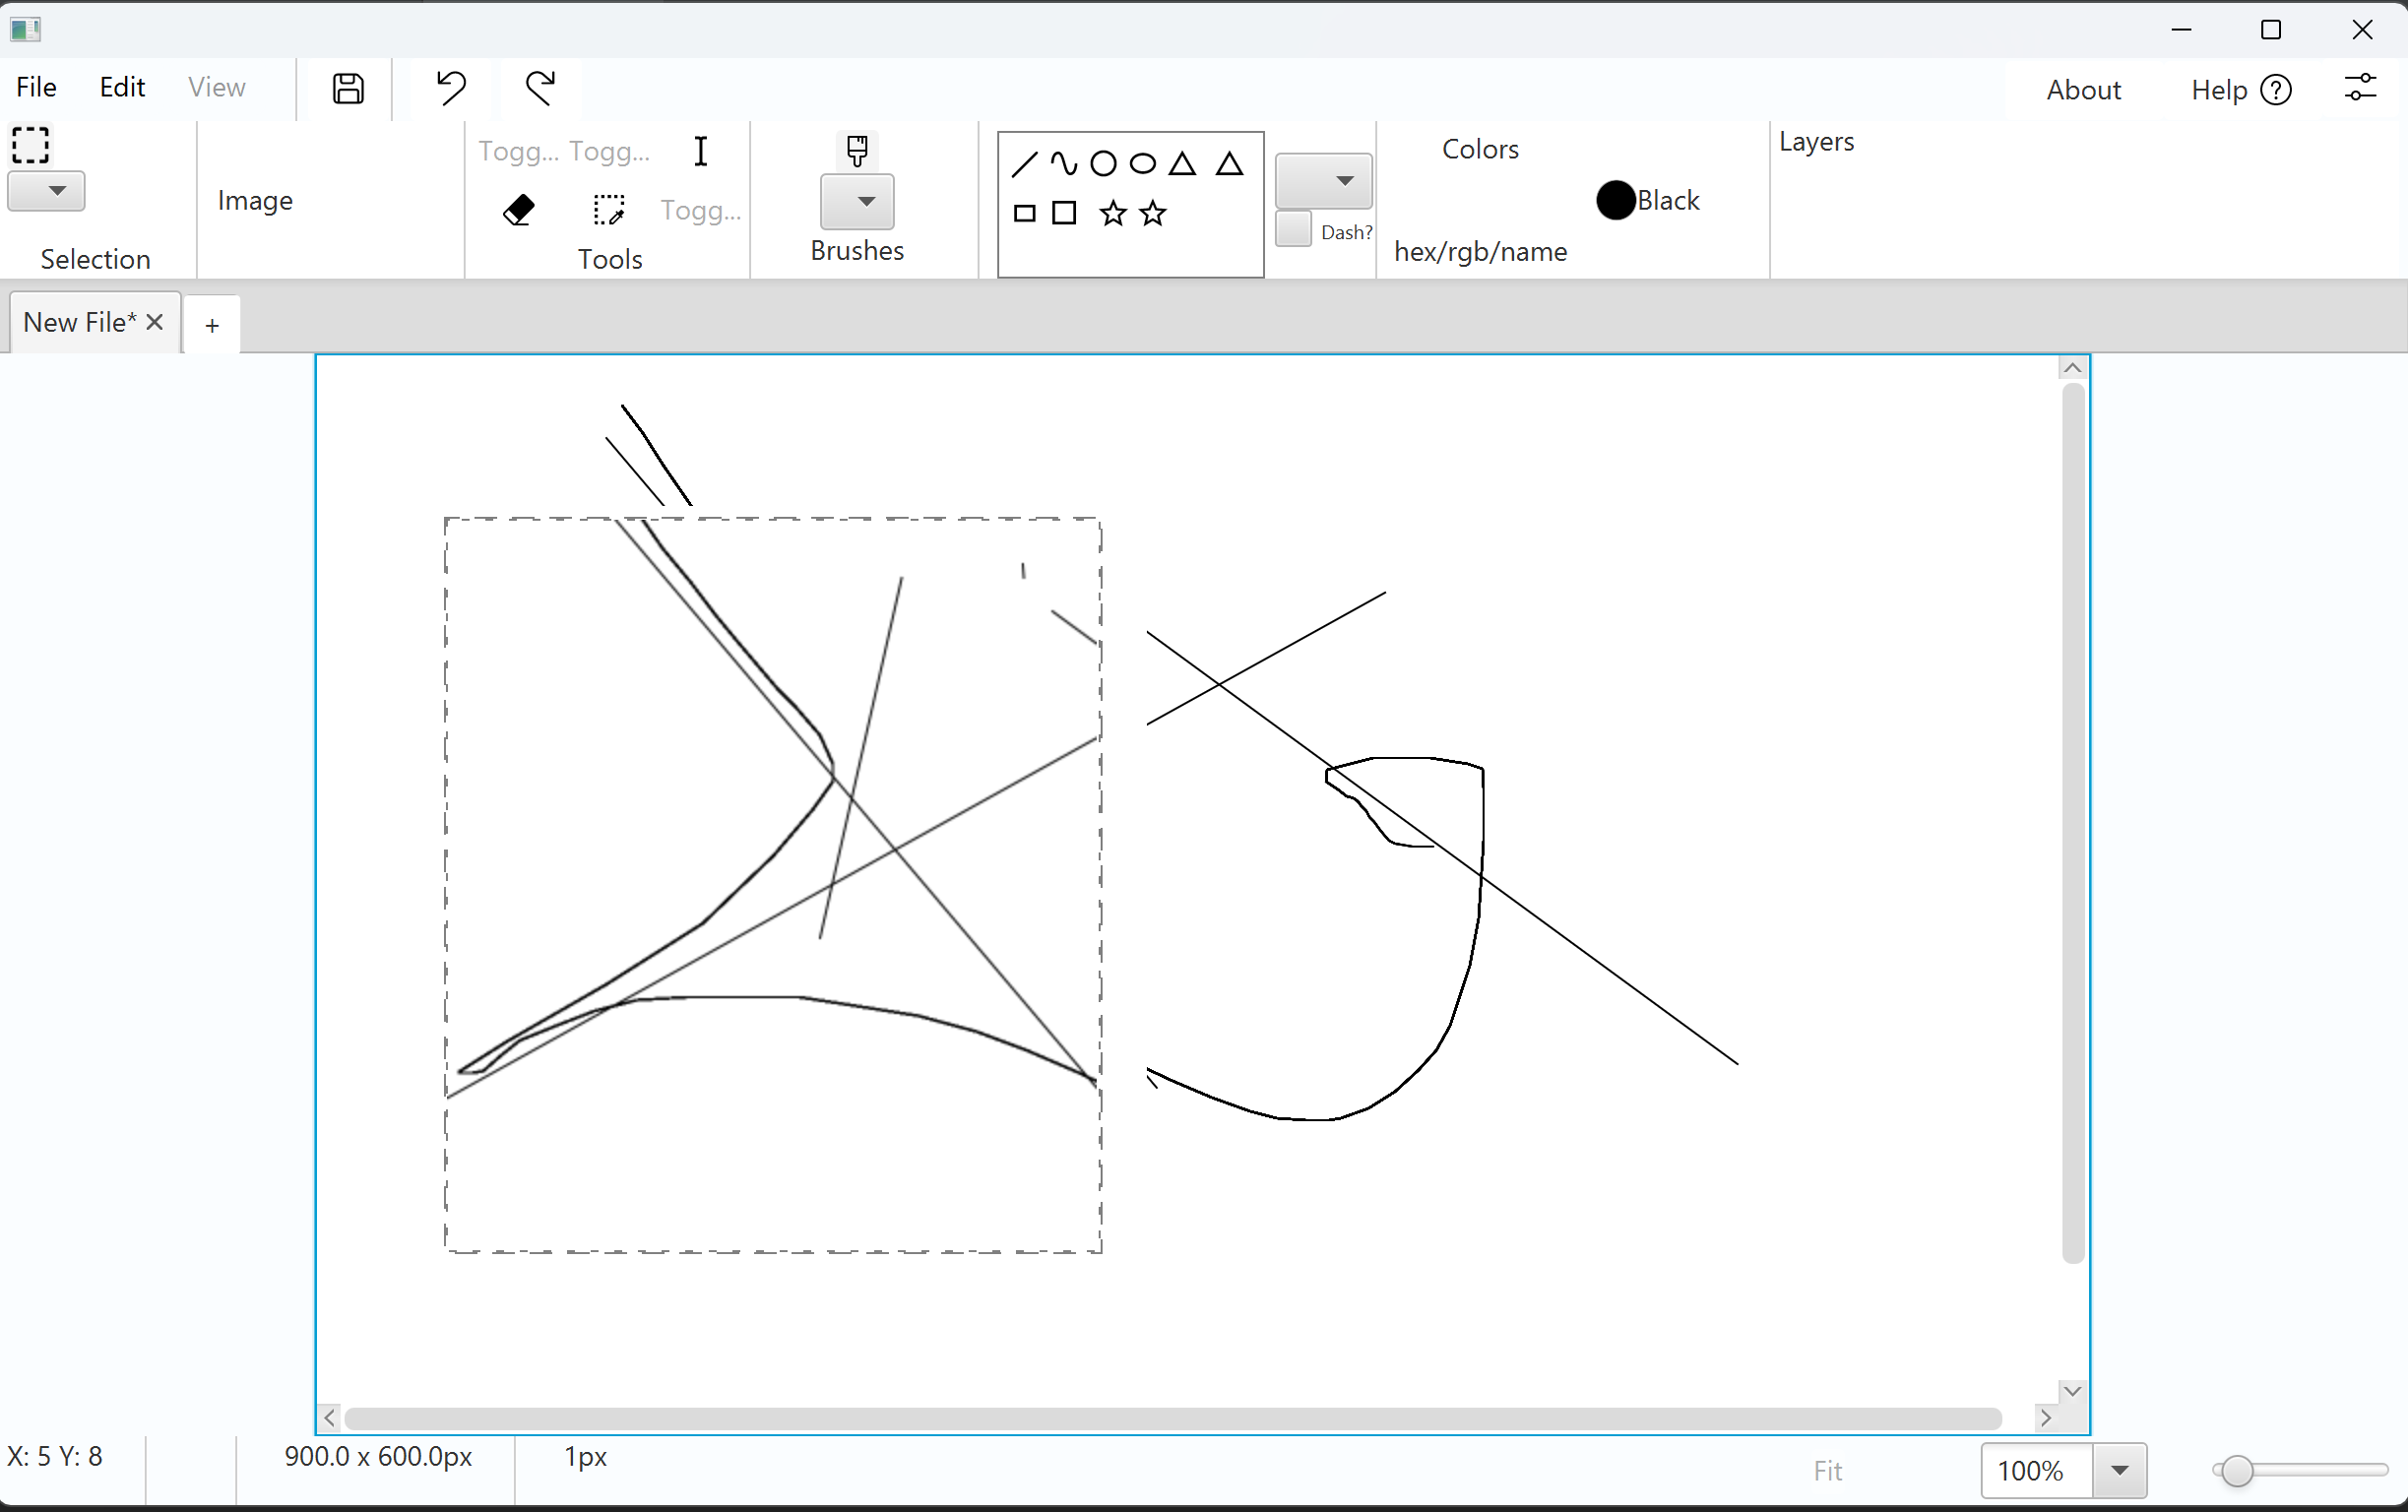 File Edit View About Help
Togg... Togg...
Image
Togg...
Selection
Tools
Brushes
Dash?
Colors
Black
hex/rgb/name
Layers
New File* +
X: 5 Y: 8 900.0 x 600.0px 1px Fit 100%